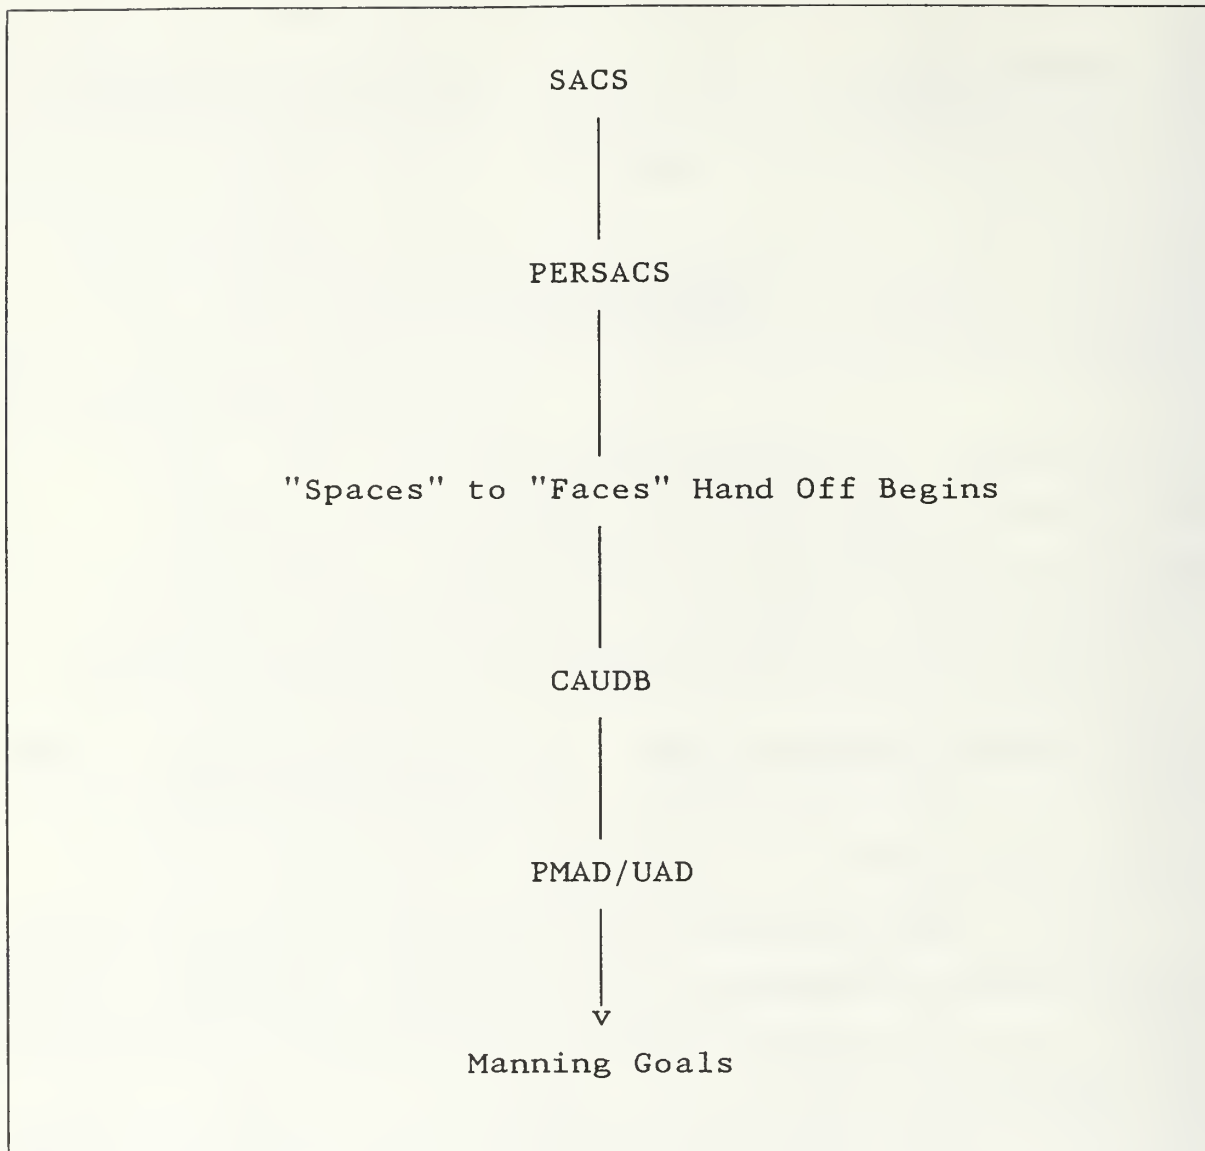 SACS
PERSACS
"Spaces" to "Faces" Hand Off Begins
CAUDB
PMAD/UAD
v
Manning Goals